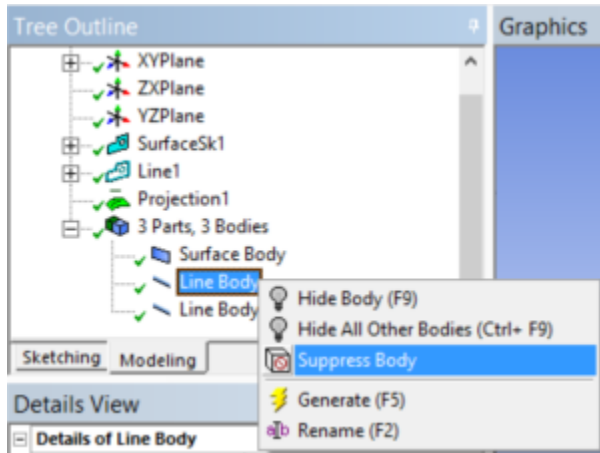 Tree Outline
Graphics
XYPlane
ZXPlane
YZPlane
SurfaceSk1
Line1
Projection1
3 Parts, 3 Bodies
Surface Body
Line Body
Line Body
Hide Body (F9)
Hide All Other Bodies (Ctrl+ F9)
Suppress Body
Generate (F5)
Rename (F2)
Sketching Modeling
Details View
Details of Line Body